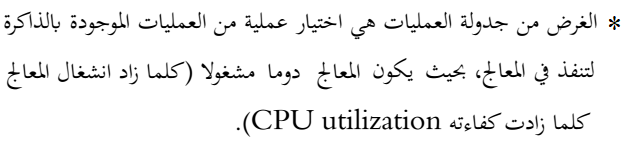 * الغرض من جدولة العمليات هي اختيار عملية من العمليات الموجودة بالذاكرة
لتنفذ في المعالج، بحيث يكون المعالج دوما مشغولا (كلما زاد انشغال المعالج
كلما زادت كفاءته CPU utilization).